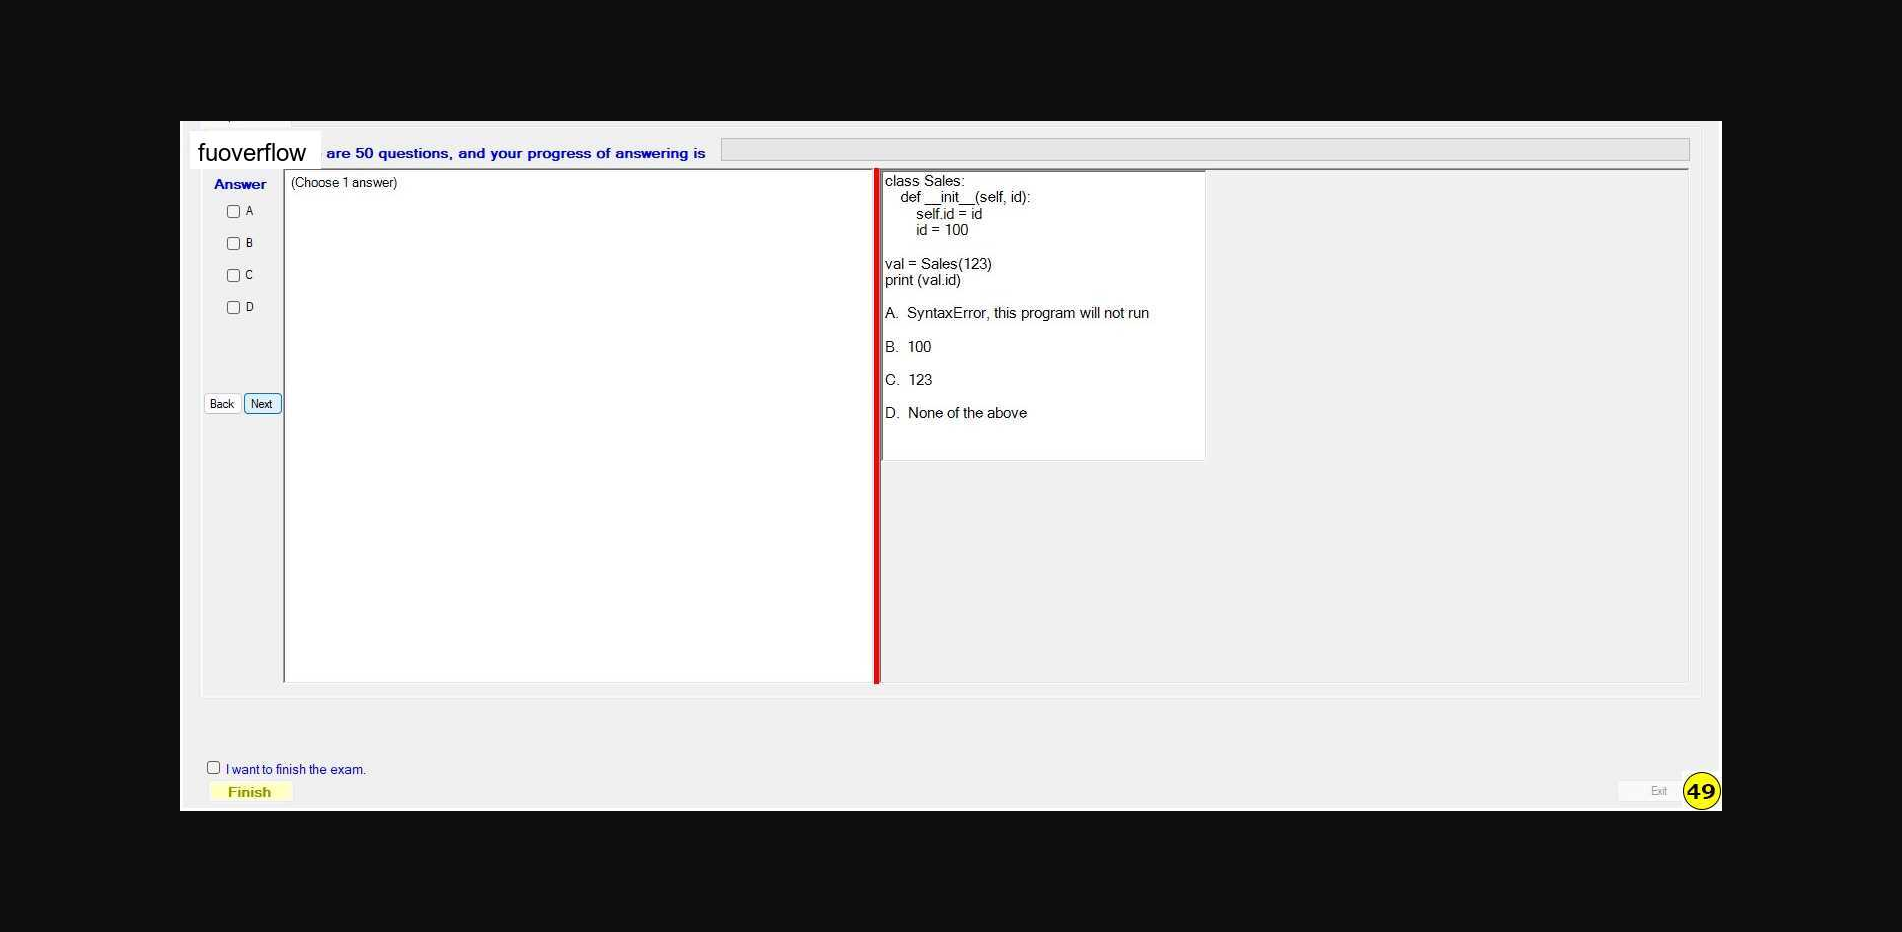 fuoverflow are 50 questions, and your progress of answering is
Answer
A
B
C
D
Back Next
(Choose 1 answer)
class Sales:
def __init__(self, id):
self.id = id
id = 100
val = Sales(123)
print (val.id)
A. SyntaxError, this program will not run
B. 100
C. 123
D. None of the above
I want to finish the exam.
Finish
Exit
49